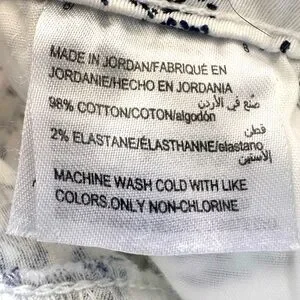 MADE IN JORDAN/FABRIQUÉ EN
JORDANIE/HECHO EN JORDANIA
صُنع في الأردن
98% COTTON/COTON/algodón
قطن
2% ELASTANE/ÉLASTHANNE/elastano
الاستين
MACHINE WASH COLD WITH LIKE
COLORS.ONLY NON-CHLORINE